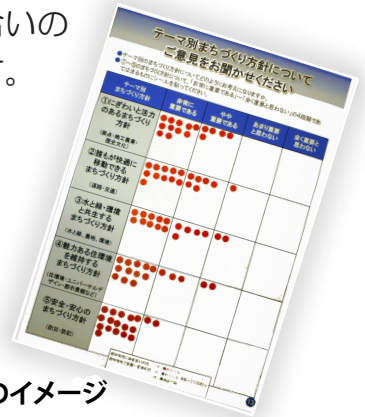 合いの
す。
テーマ別まちづくり方針について
ご意見をお聞かせください
テーマ別
まちづくり方針
非常に
重要である
やや
重要である
あまり重要
と思わない
全く重要と
思わない
①にぎわいと活力
のあるまちづくり
方針
②誰もが快適に
移動できる
まちづくり方針
(道路・交通)
③水と緑・環境
と共生する
まちづくり方針
④魅力ある住環境
を維持する
まちづくり方針
⑤安全・安心の
まちづくり方針
(防災・防犯)
のイメージ